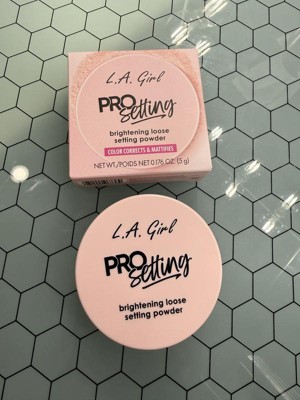 L.A. Girl
PRO Setting
brightening loose
setting powder
COLOR CORRECTS & MATTIFIES
NET WT./POIDS NET 0.176 OZ. (5 g)
L.A. Girl
PRO Setting
brightening loose
setting powder